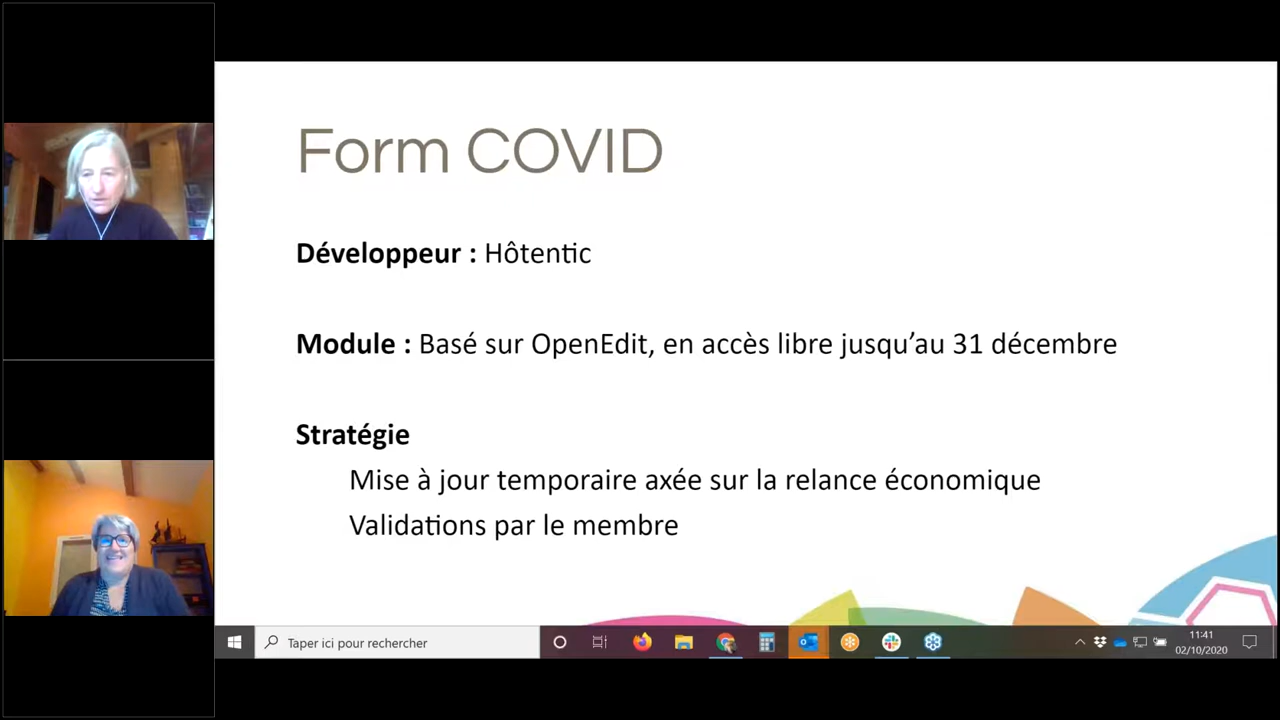 Form COVID
Développeur : Hôtentic
Module : Basé sur OpenEdit, en accès libre jusqu’au 31 décembre
Stratégie
Mise à jour temporaire axée sur la relance économique
Validations par le membre
Taper ici pour rechercher
11:41
02/10/2020